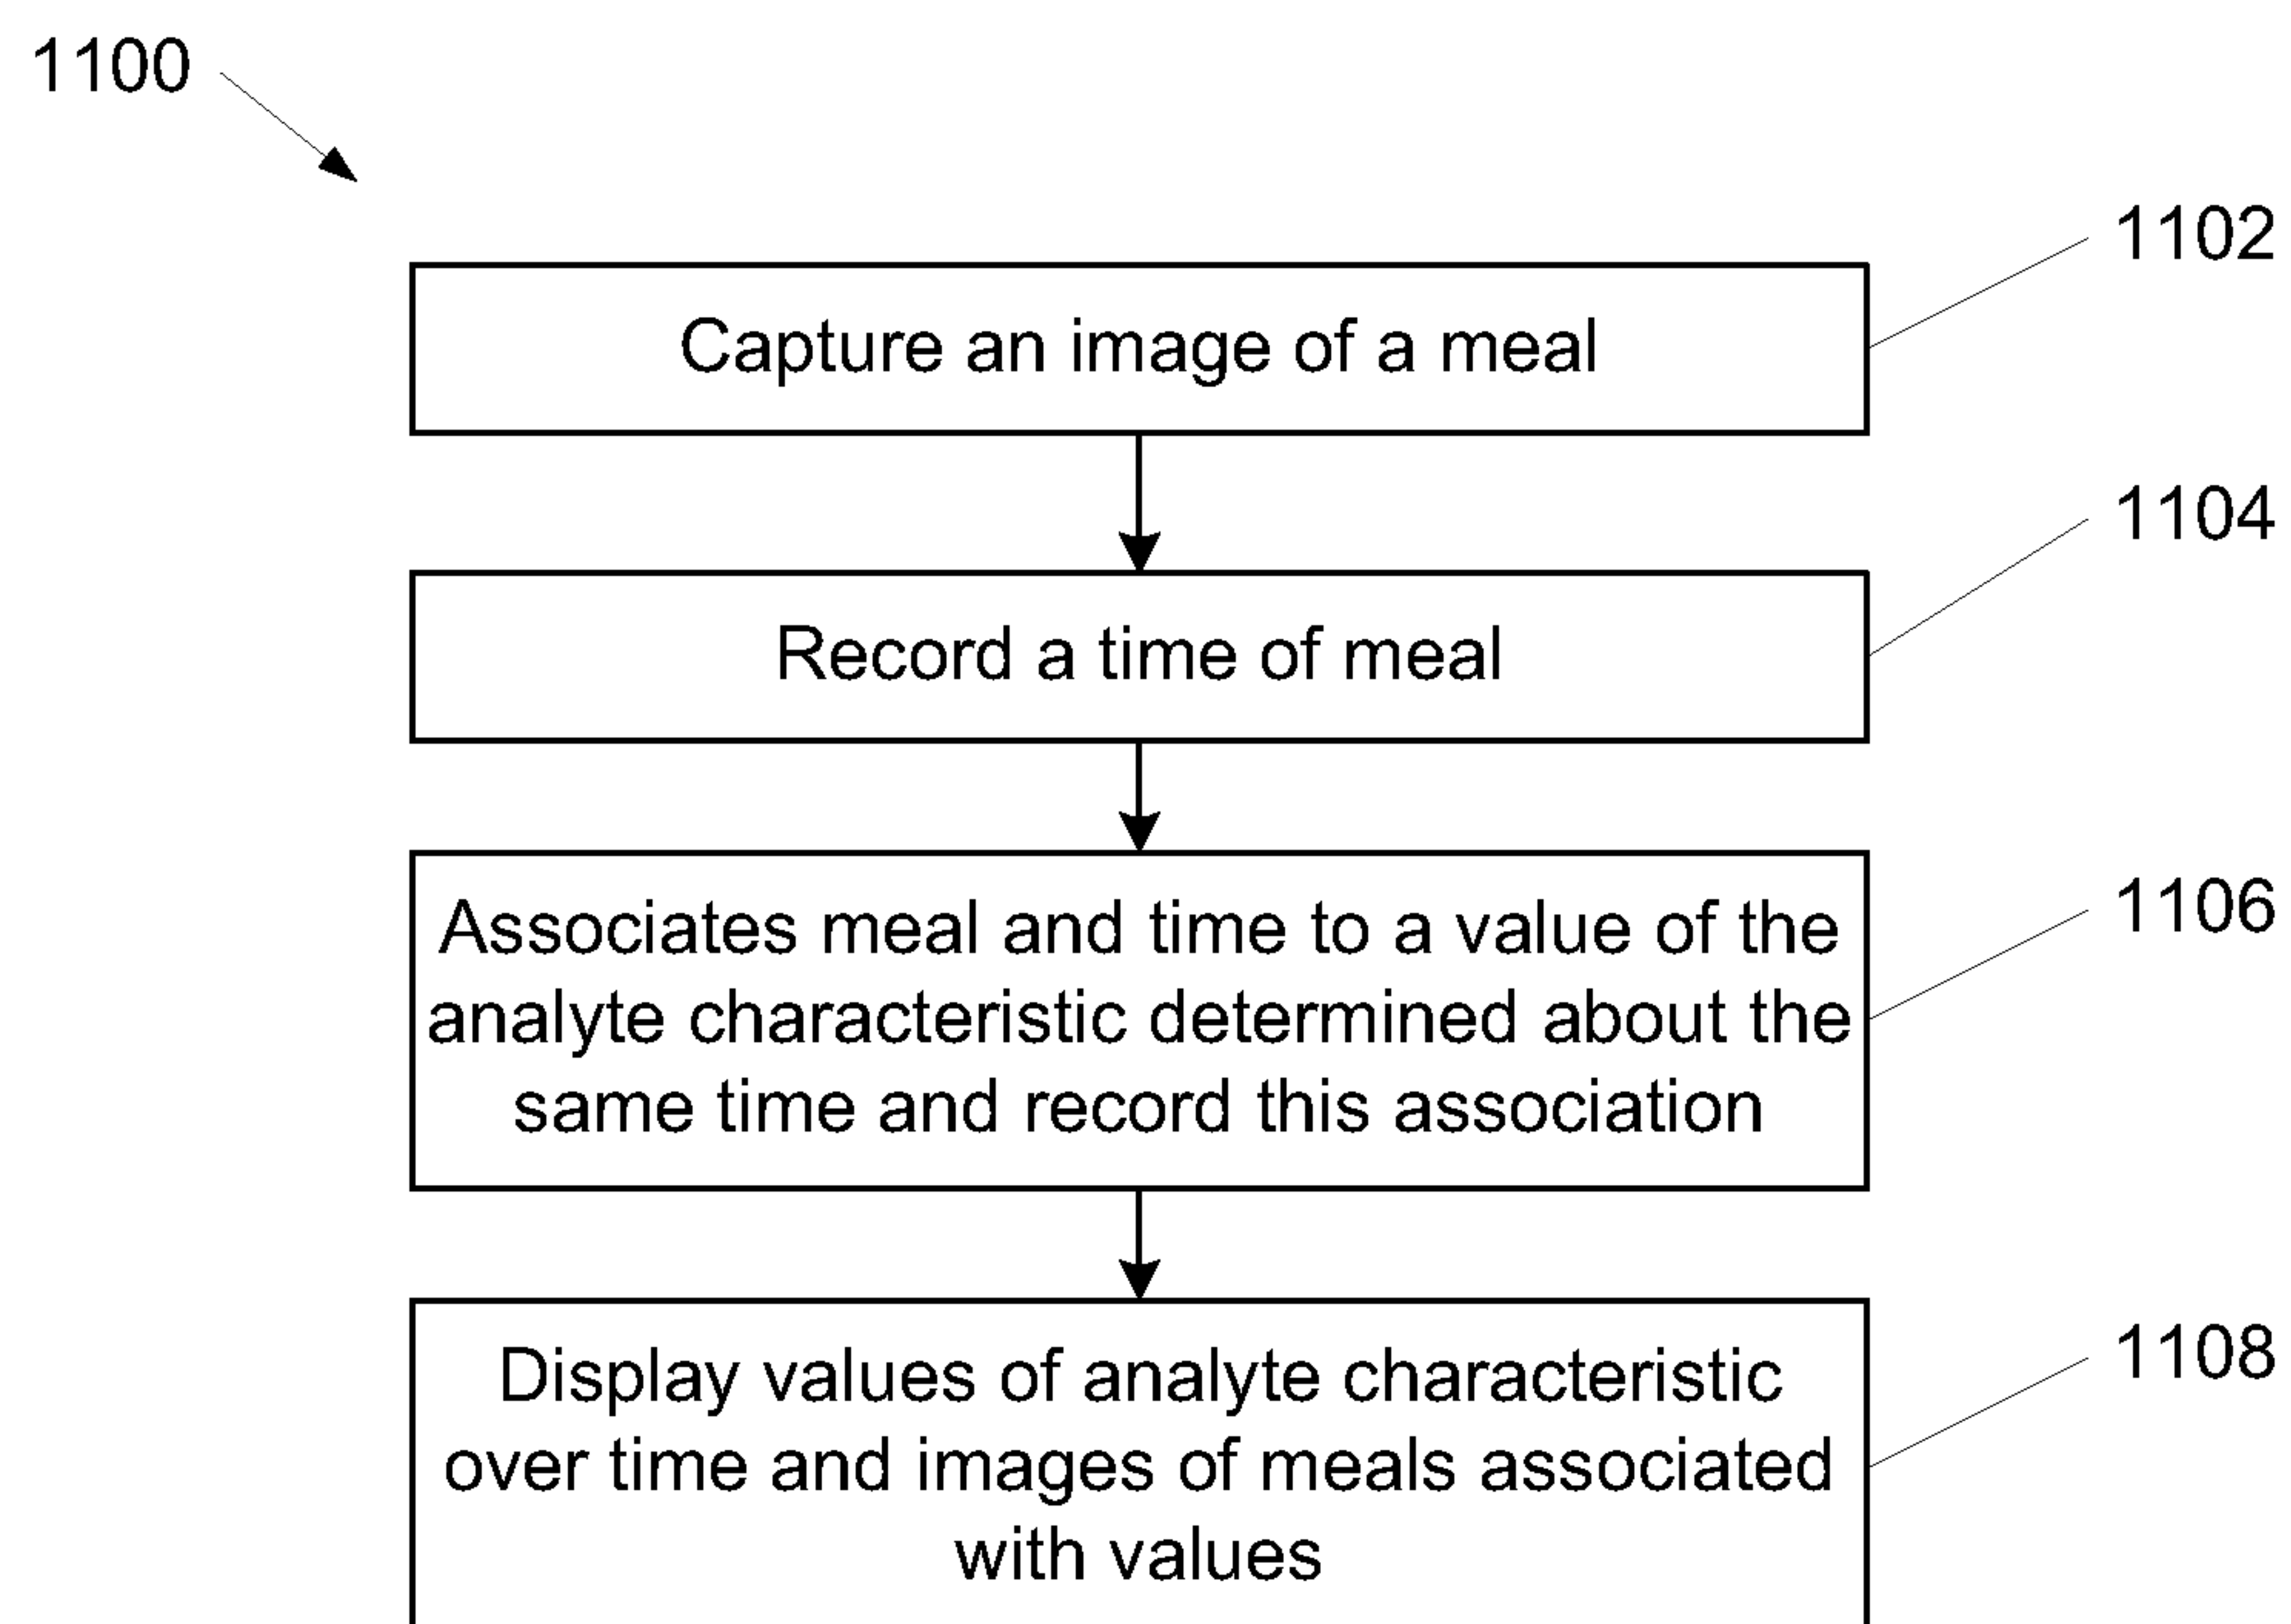 1100
1102
Capture an image of a meal
1104
Record a time of meal
1106
Associates meal and time to a value of the
analyte characteristic determined about the
same time and record this association
1108
Display values of analyte characteristic
over time and images of meals associated
with values